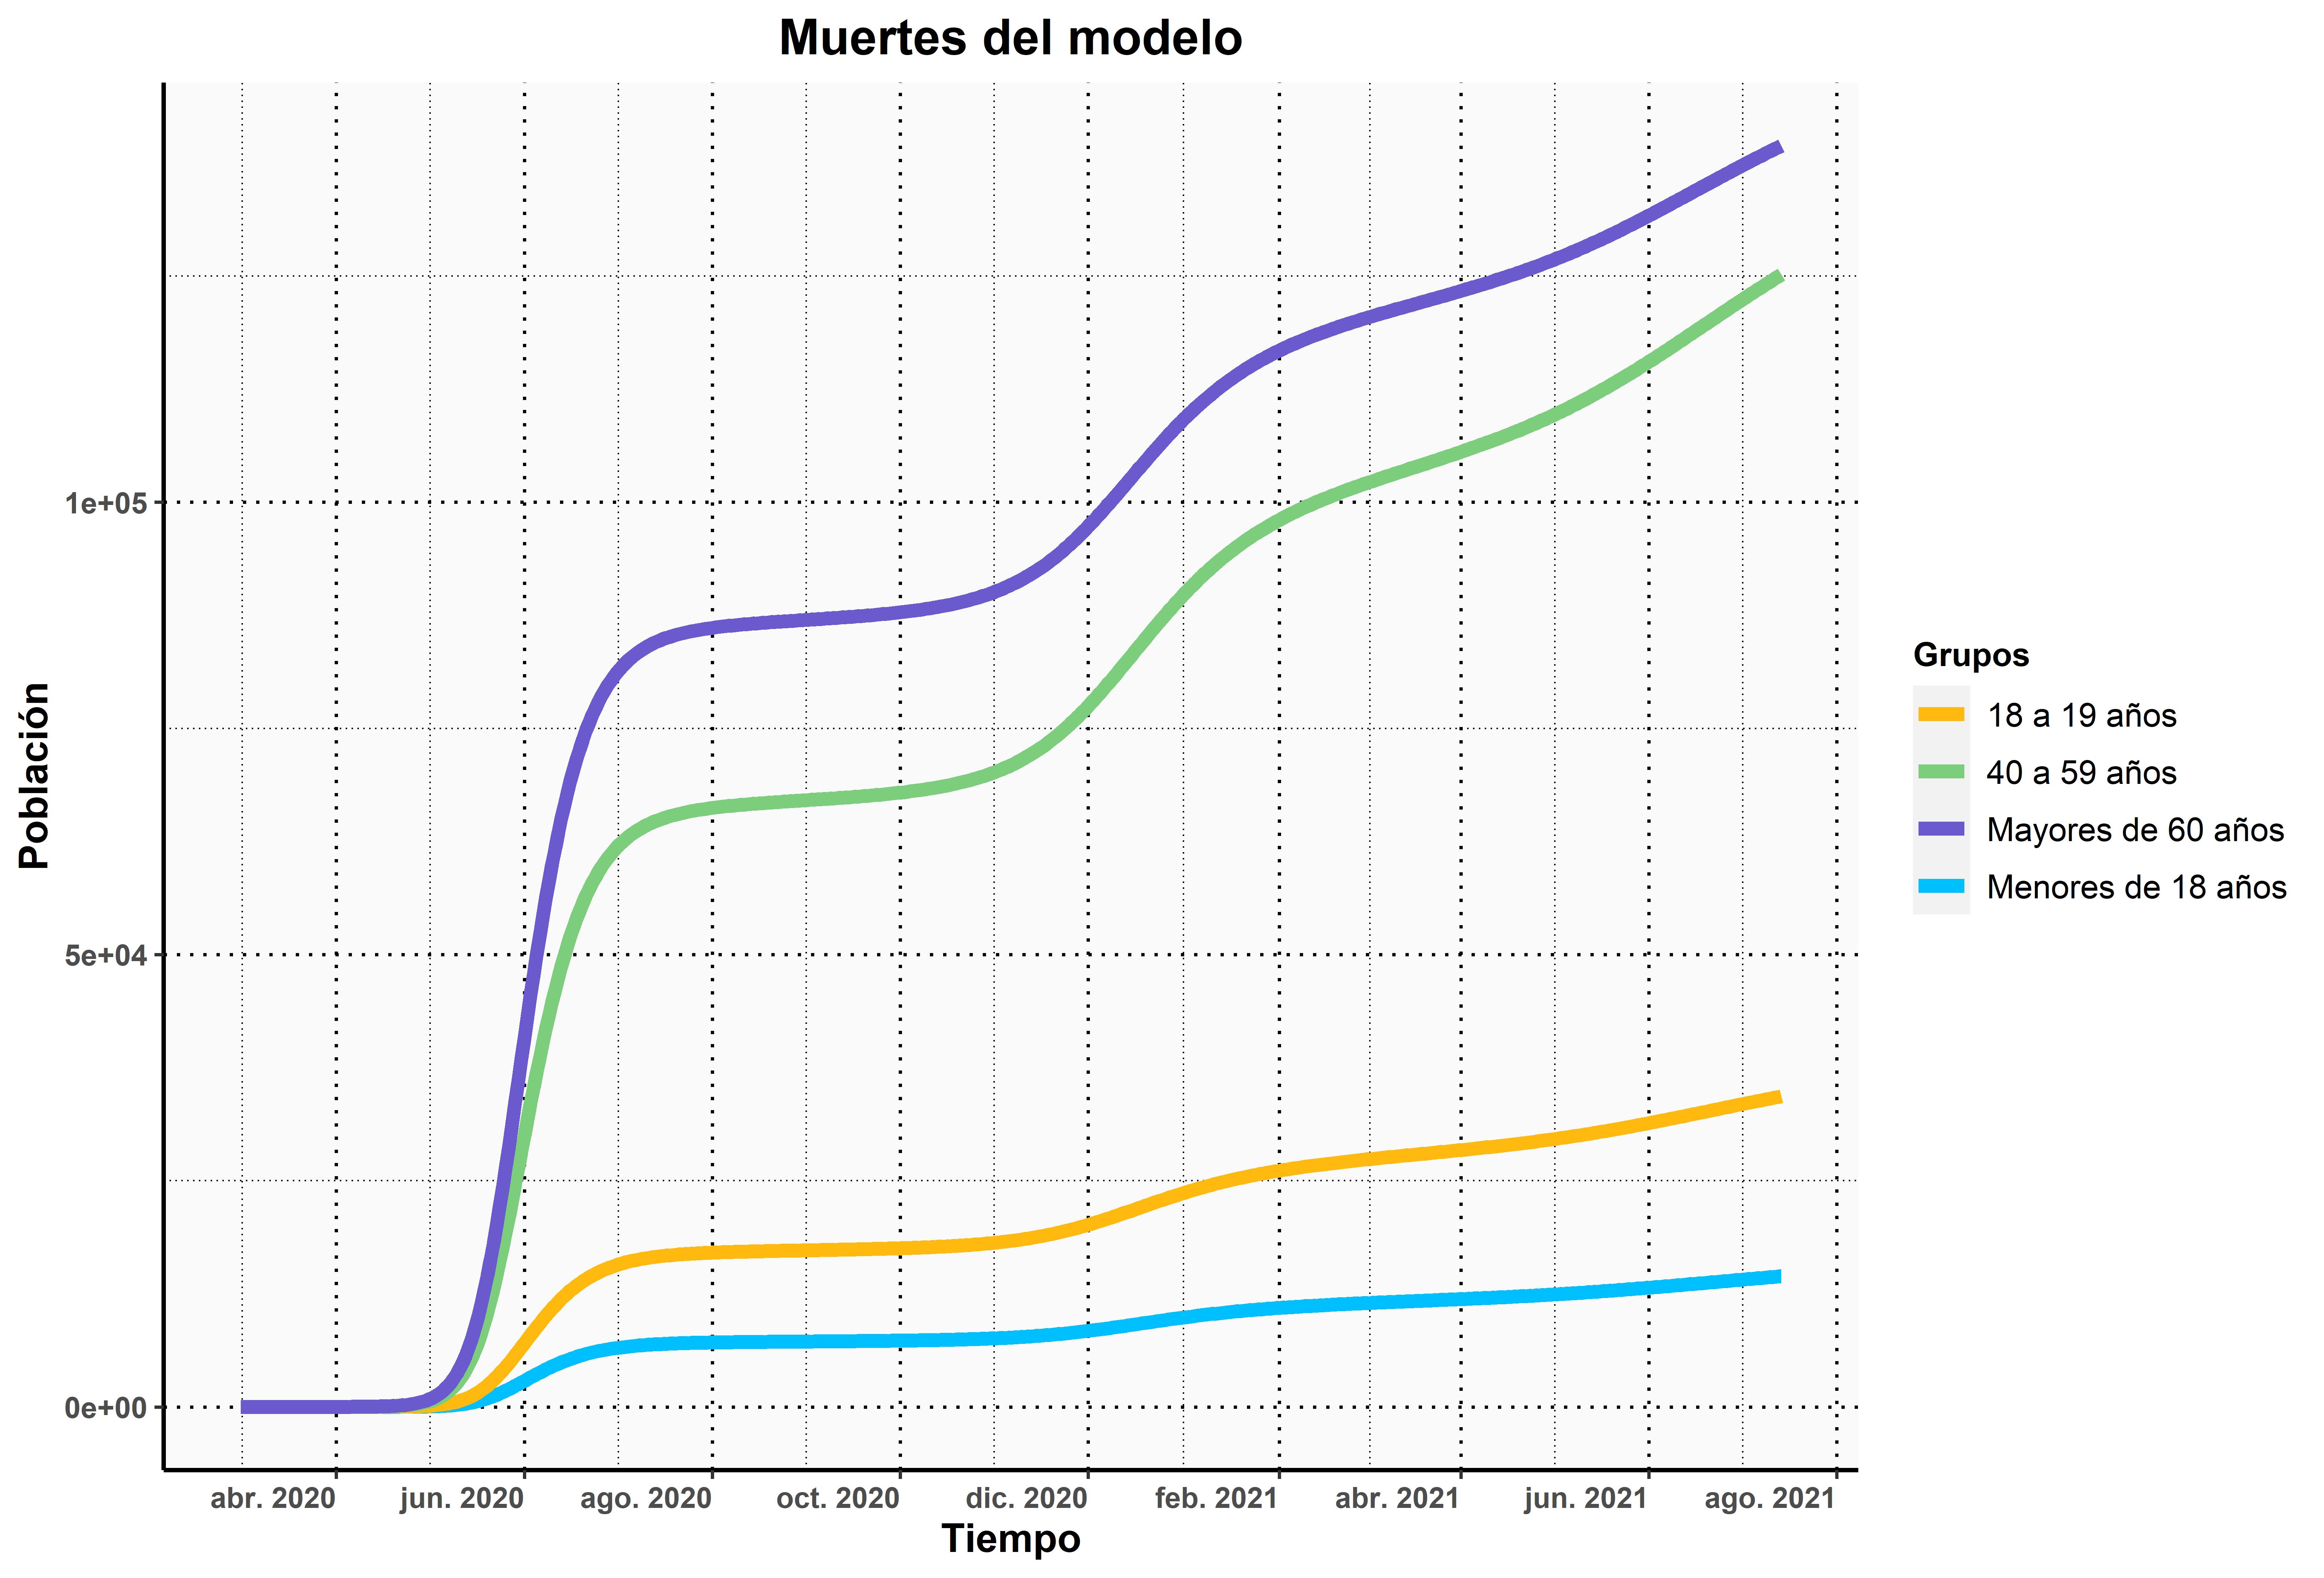 Muertes del modelo
Población
1e+05
5e+04
0e+00
abr. 2020 jun. 2020 ago. 2020 oct. 2020 dic. 2020 feb. 2021 abr. 2021 jun. 2021 ago. 2021
Tiempo
Grupos
18 a 19 años
40 a 59 años
Mayores de 60 años
Menores de 18 años